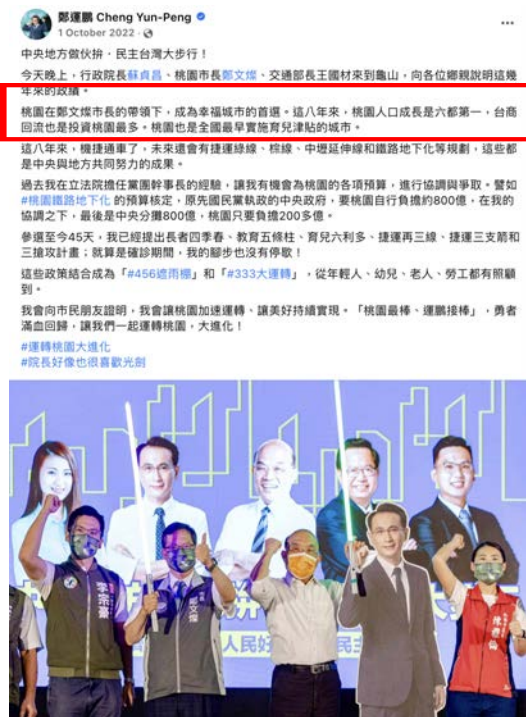 鄭運鵬 Cheng Yun-Peng
1 October 2022
中央地方做伙拚，民主台灣大步行！
今天晚上，行政院長蘇貞昌、桃園市長鄭文燦、交通部長王國材來到龜山，向各位鄉親說明這幾
年來的政績。
桃園在鄭文燦市長的帶領下，成為幸福城市的首選。這八年來，桃園人口成長是六都第一，台商
回流也是投資桃園最多。桃園也是全國最早實施育兒津貼的城市。
這八年來，機捷通車了，未來還會有捷運綠線、棕線、中壢延伸線和鐵路地下化等規劃，這些都
是中央與地方共同努力的成果。
過去我在立法院擔任黨團幹事長的經驗，讓我有機會為桃園的各項預算，進行協調與爭取。譬如
#桃園鐵路地下化 的預算核定，原先國民黨執政的中央政府，要桃園自行負擔約800億，在我的
協調之下，最後是中央分攤800億，桃園只要負擔200多億。
參選至今45天，我已經提出長者四季春、教育五條柱、育兒六利多、捷運再三線、捷運三支箭和
三搶攻計畫；就算是確診期間，我的腳步也沒有停歇！
這些政策結合成為「#456遮雨棚」和「#333大運轉」，從年輕人、幼兒、老人、勞工都有照顧
到。
我會向市民朋友證明，我會讓桃園加速運轉、讓美好持續實現。「桃園最棒、運鵬接棒」，勇者
滿血回歸，讓我們一起運轉桃園，大進化！
#運轉桃園大進化
#院長好像也很喜歡光劍
李宗豪
鄭文燦
拚
大
人民好
民主